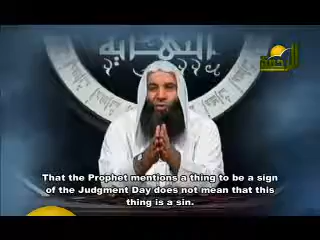 الرحمة
That the Prophet mentions a thing to be a sign
of the Judgment Day does not mean that this
thing is a sin.